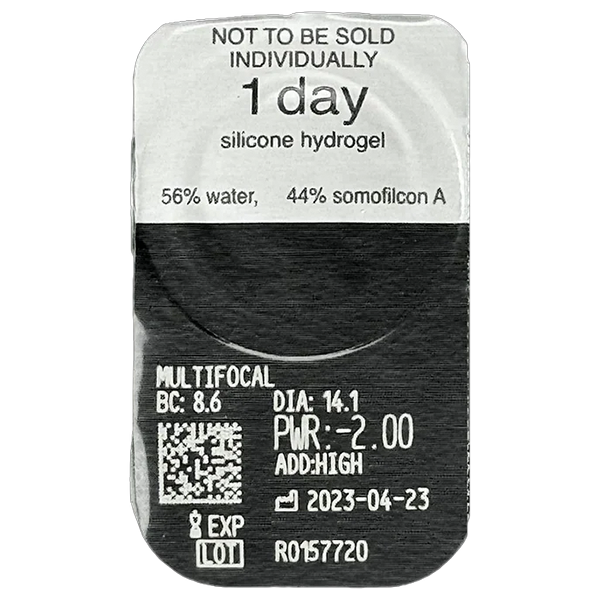 NOT TO BE SOLD
INDIVIDUALLY
1 day
silicone hydrogel
56% water, 44% somofilcon A
MULTIFOCAL
BC: 8.6 DIA: 14.1
PWR:-2.00
ADD:HIGH
2023-04-23
EXP
LOT R0157720